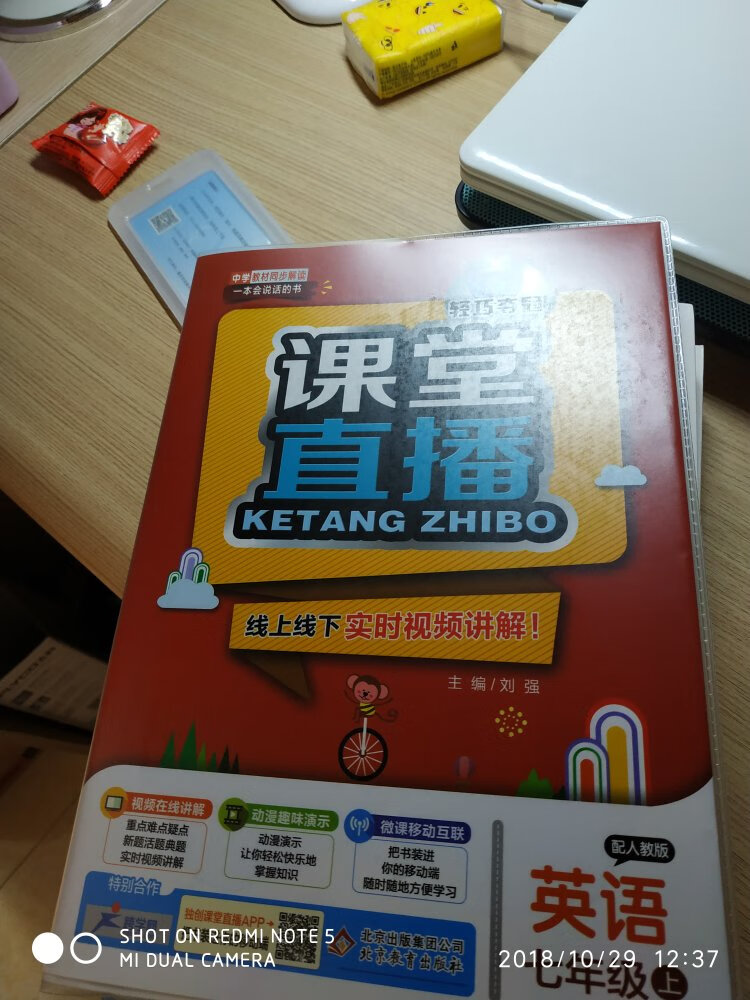 中学教材同步解读
一本会说话的书
轻巧夺冠
课堂
直播
KETANG ZHIBO
线上线下实时视频讲解！
主 编/刘 强
视频在线讲解
重点难点疑点
新题活题典题
实时视频讲解
动漫趣味演示
动漫演示
让你轻松快乐地
掌握知识
微课移动互联
把书装进
你的移动端
随时随地方便学习
特别合作
独创课堂直播APP
北京出版集团公司
北京教育出版社
配人教版
英语
七年级 上
SHOT ON REDMI NOTE 5
MI DUAL CAMERA
2018/10/29 12:37